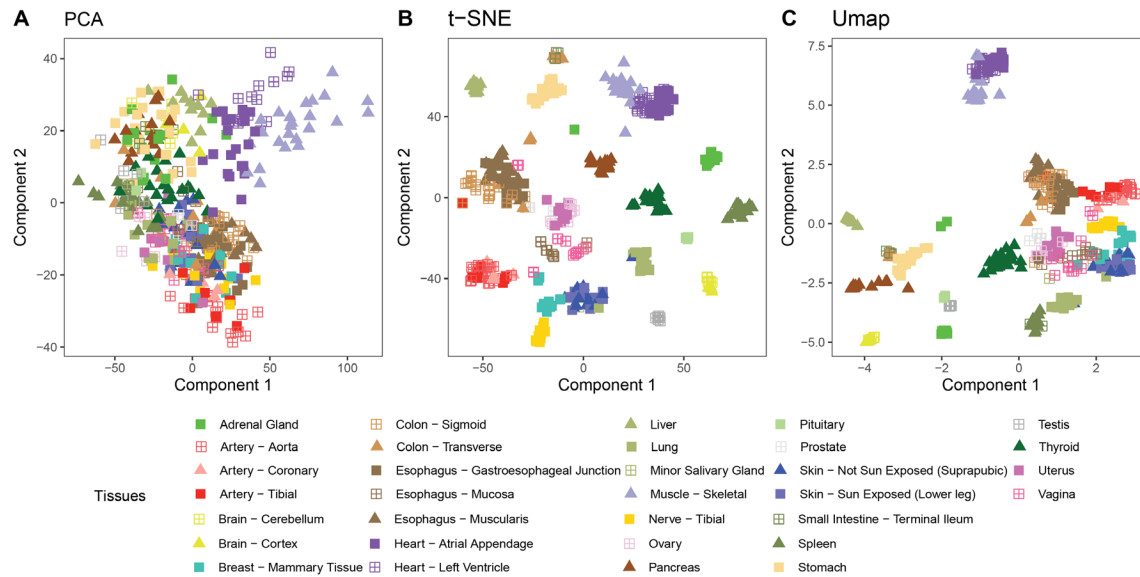 A PCA
B t−SNE
C Umap
Component 2
40
20
0
−20
−40
−50
0
50
100
Component 1
Component 2
40
0
−40
−50
0
50
Component 1
Component 2
7.5
5.0
2.5
0.0
−2.5
−5.0
−4
−2
0
2
Component 1
Tissues
Adrenal Gland
Artery − Aorta
Artery − Coronary
Artery − Tibial
Brain − Cerebellum
Brain − Cortex
Breast − Mammary Tissue
Colon − Sigmoid
Colon − Transverse
Esophagus − Gastroesophageal Junction
Esophagus − Mucosa
Esophagus − Muscularis
Heart − Atrial Appendage
Heart − Left Ventricle
Liver
Lung
Minor Salivary Gland
Muscle − Skeletal
Nerve − Tibial
Ovary
Pancreas
Pituitary
Prostate
Skin − Not Sun Exposed (Suprapubic)
Skin − Sun Exposed (Lower leg)
Small Intestine − Terminal Ileum
Spleen
Stomach
Testis
Thyroid
Uterus
Vagina